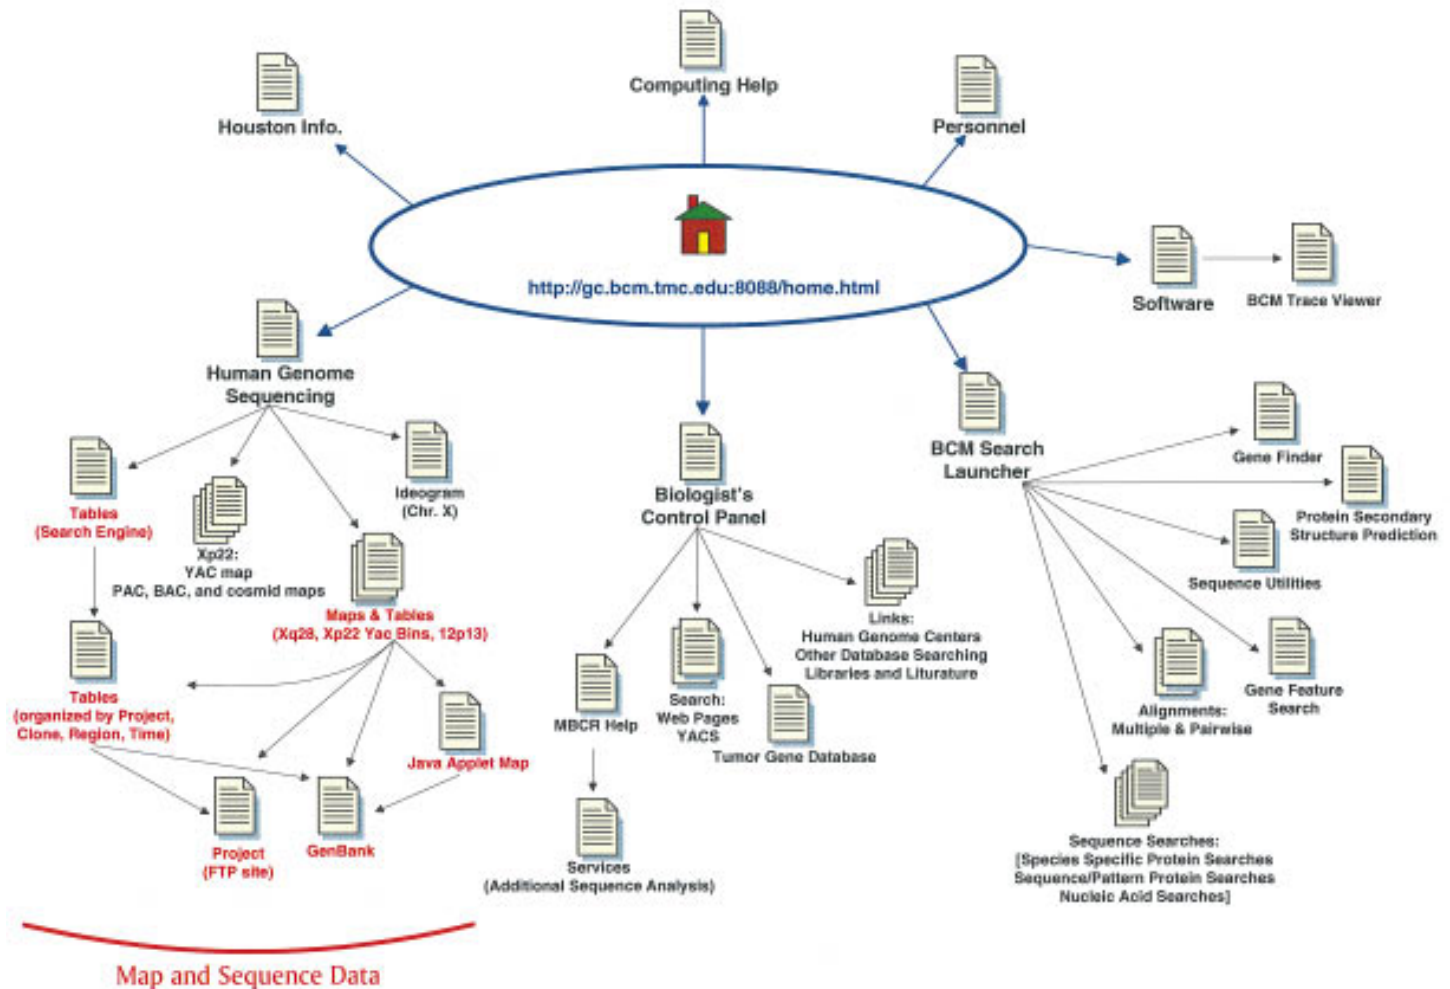 Computing Help
Houston Info.
Personnel
http://gc.bcm.tmc.edu:8088/home.html
Software
BCM Trace Viewer
Human Genome
Sequencing
Tables
(Search Engine)
Xp22:
YAC map
PAC, BAC, and cosmid maps
Ideogram
(Chr. X)
Maps & Tables
(Xq28, Xp22 Yac Bins, 12p13)
Tables
(organized by Project,
Clone, Region, Time)
Java Applet Map
Project
(FTP site)
GenBank
Map and Sequence Data
Biologist's
Control Panel
MBCR Help
Services
(Additional Sequence Analysis)
Search:
Web Pages
YACS
Tumor Gene Database
Links:
Human Genome Centers
Other Database Searching
Libraries and Liturature
BCM Search
Launcher
Gene Finder
Protein Secondary
Structure Prediction
Sequence Utilities
Gene Feature
Search
Alignments:
Multiple & Pairwise
Sequence Searches:
[Species Specific Protein Searches
Sequence/Pattern Protein Searches
Nucleic Acid Searches]